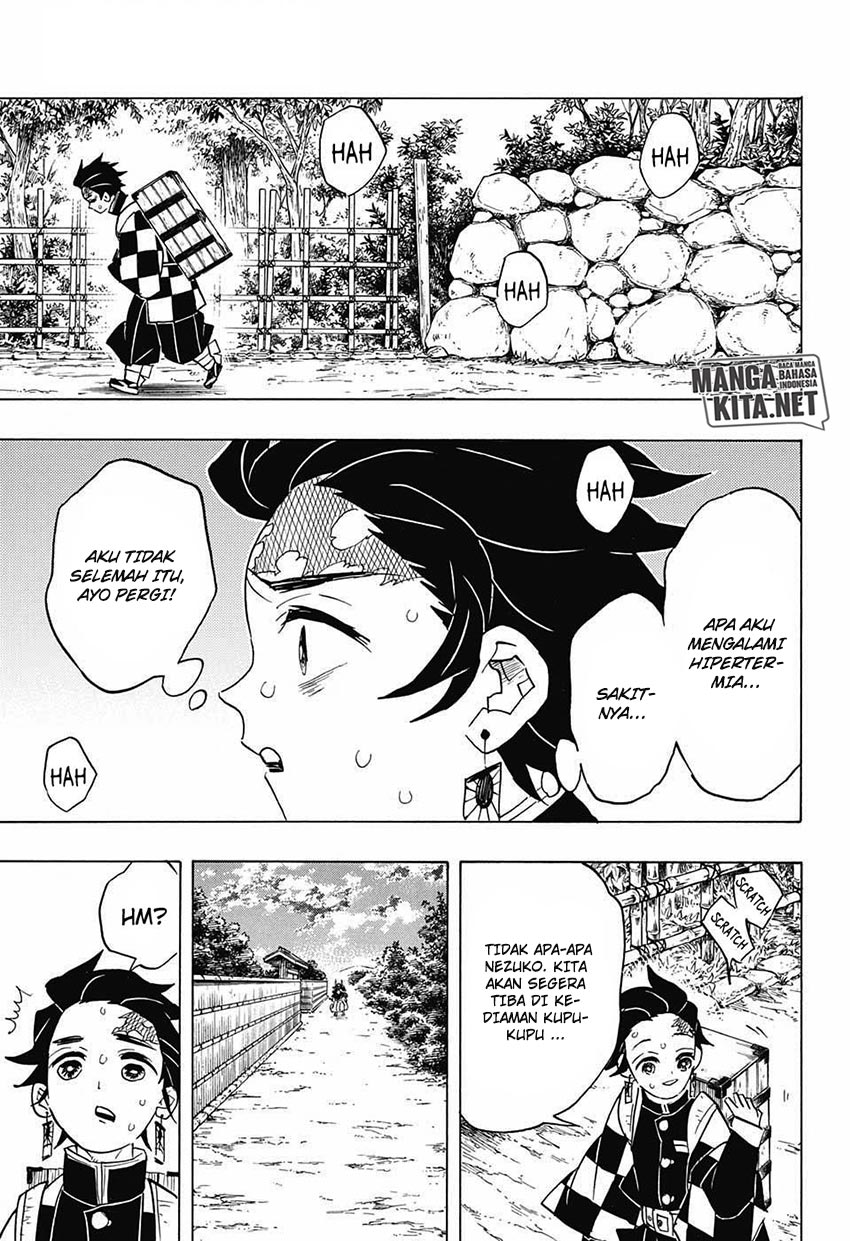 HAH
HAH
HAH
MANGA
KITA.NET
BACA MANGA
BAHASA
INDONESIA
HAH
APA AKU
MENGALAMI
HIPERTER-
MIA...
SAKIT-
NYA...
AKU TIDAK
SELEMAH ITU,
AYO PERGI!
HAH
SCRATCH
SCRATCH
TIDAK APA-APA
NEZUKO. KITA
AKAN SEGERA
TIBA DI KE-
DIAMAN KUPU-
KUPU ...
HM?